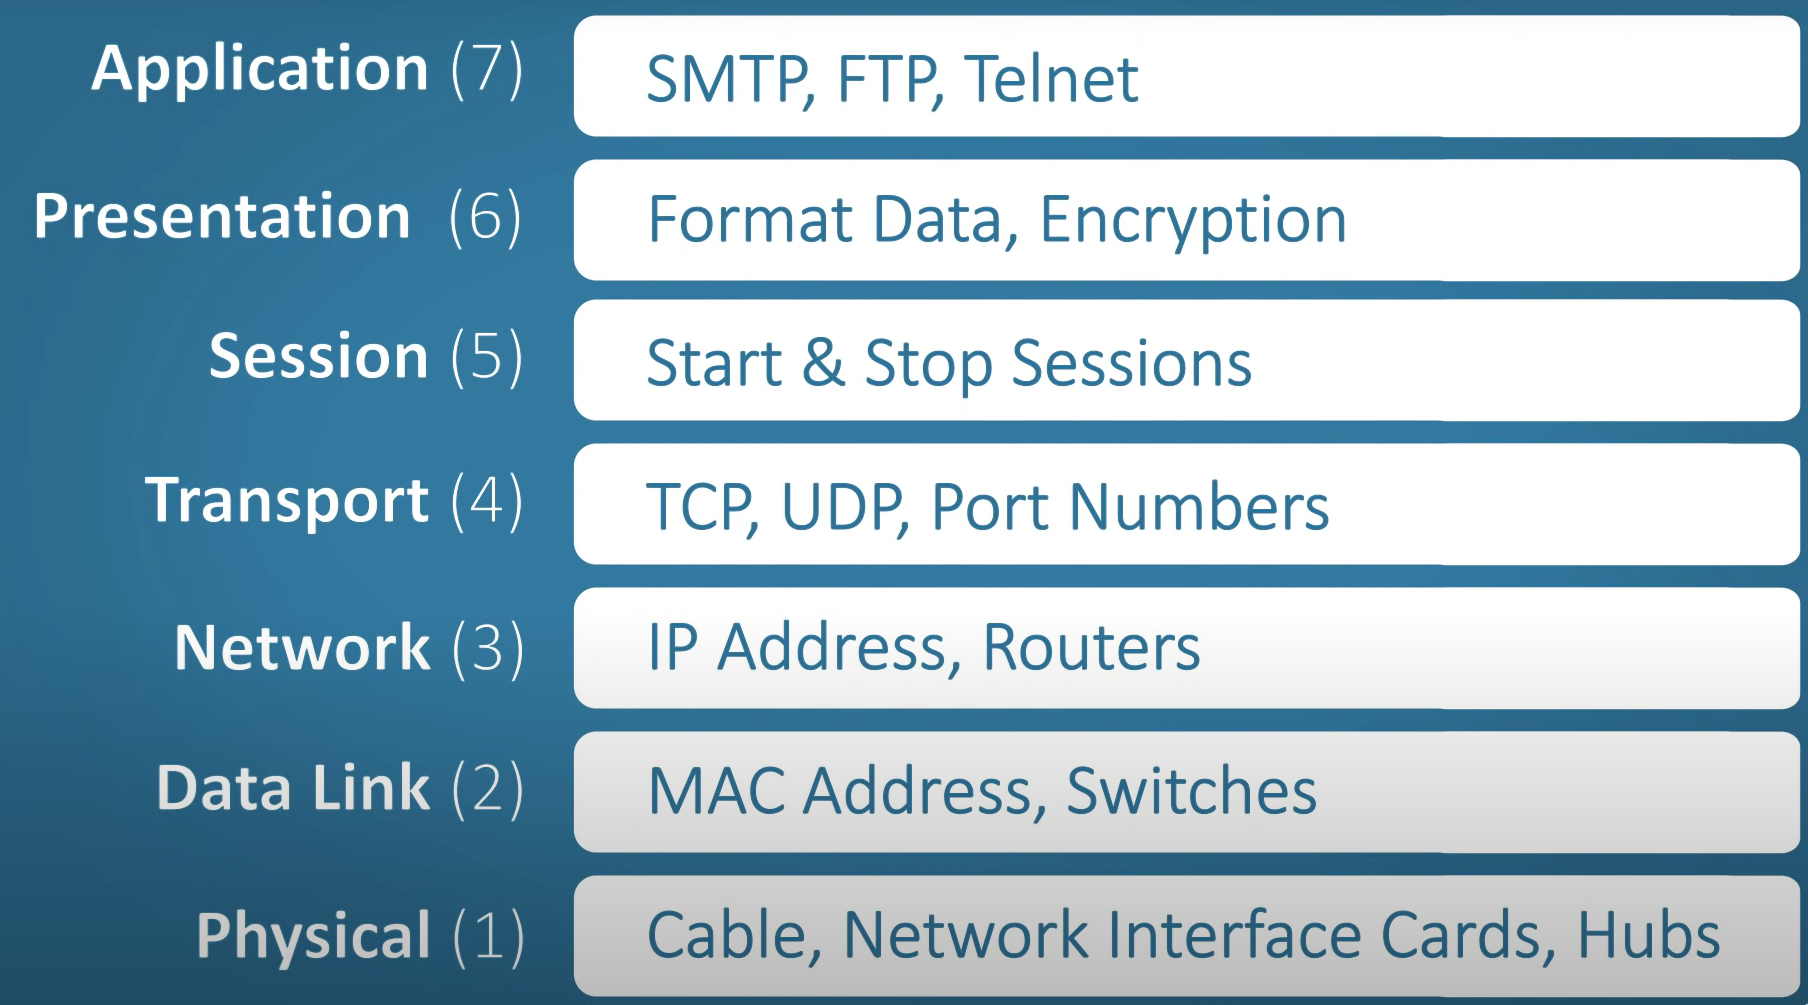 Application (7) SMTP, FTP, Telnet
Presentation (6) Format Data, Encryption
Session (5) Start & Stop Sessions
Transport (4) TCP, UDP, Port Numbers
Network (3) IP Address, Routers
Data Link (2) MAC Address, Switches
Physical (1) Cable, Network Interface Cards, Hubs